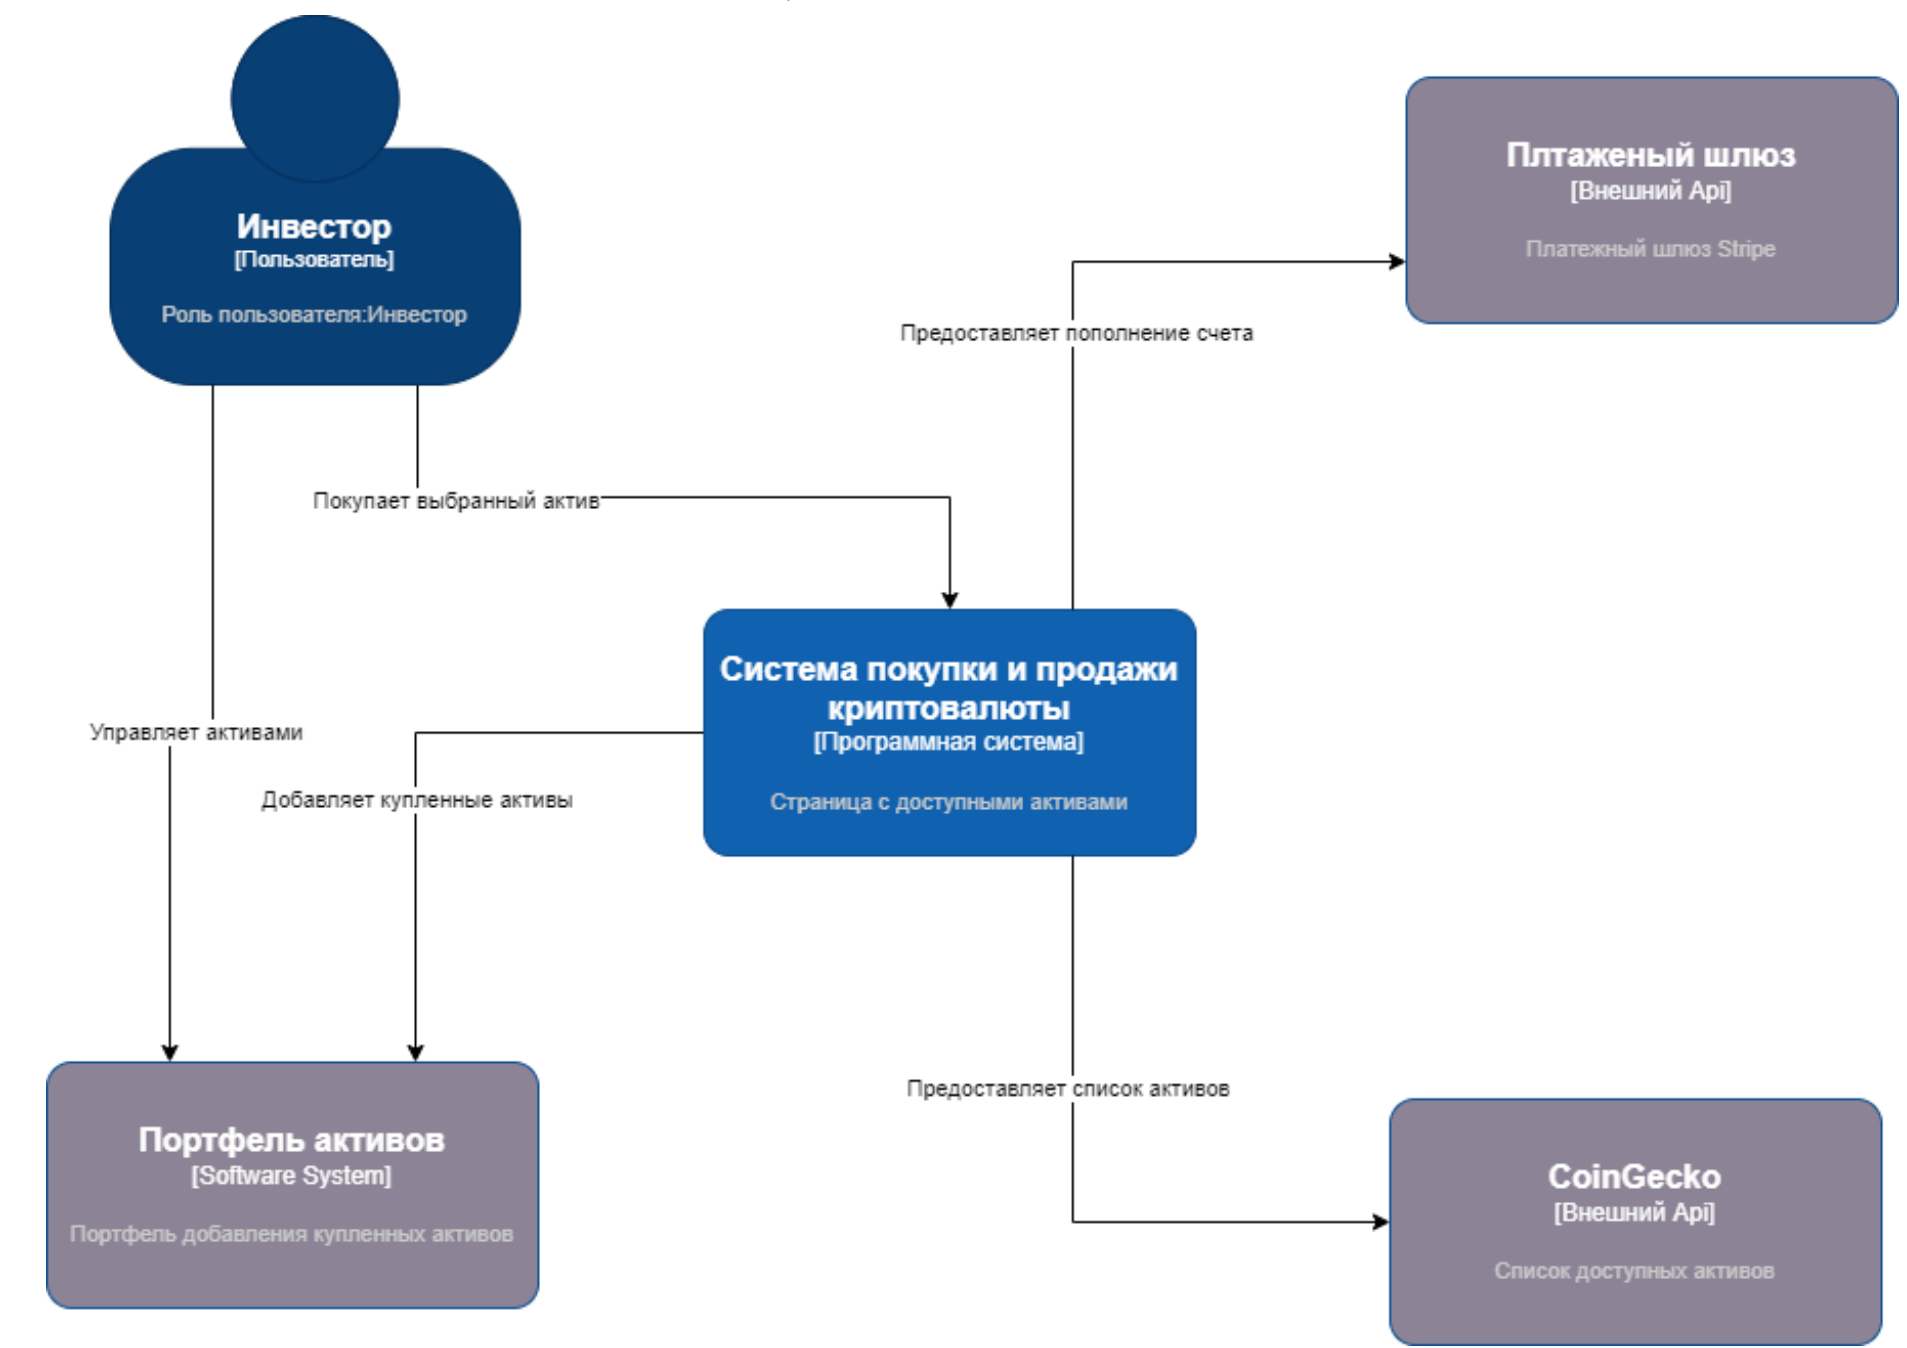 Инвестор
[Пользователь]
Роль пользователя:Инвестор
Плтаженый шлюз
[Внешний Api]
Платежный шлюз Stripe
Предоставляет пополнение счета
Покупает выбранный актив
Система покупки и продажи
криптовалюты
[Программная система]
Страница с доступными активами
Управляет активами
Добавляет купленные активы
Предоставляет список активов
Портфель активов
[Software System]
Портфель добавления купленных активов
CoinGecko
[Внешний Api]
Список доступных активов